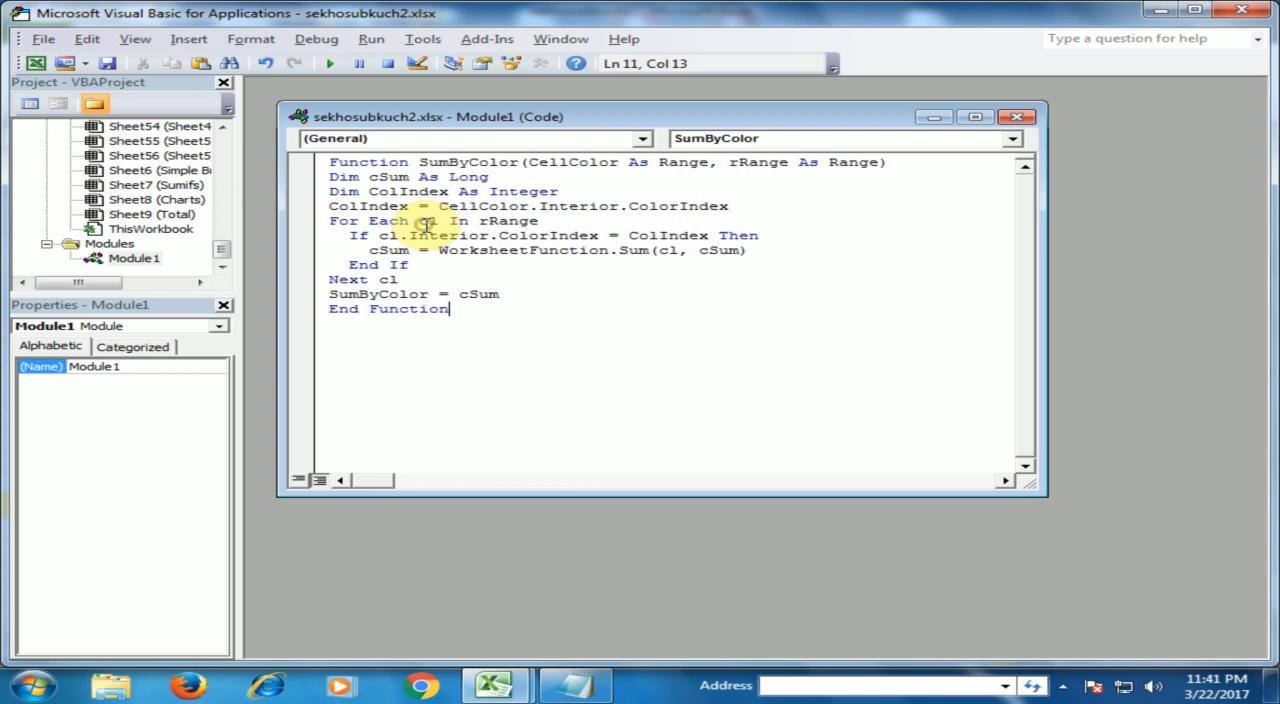 Microsoft Visual Basic for Applications - sekhosubkuch2.xlsx
File Edit View Insert Format Debug Run Tools Add-Ins Window Help
Type a question for help
Ln 11, Col 13
Project - VBAProject
Sheet54 (Sheet4
Sheet55 (Sheet5
Sheet56 (Sheet5
Sheet6 (Simple B
Sheet7 (Sumifs)
Sheet8 (Charts)
Sheet9 (Total)
ThisWorkbook
Modules
Module1
Properties - Module1
Module1 Module
Alphabetic Categorized
(Name) Module1
sekhosubkuch2.xlsx - Module1 (Code)
(General) SumByColor
Function SumByColor(CellColor As Range, rRange As Range)
Dim cSum As Long
Dim ColIndex As Integer
ColIndex = CellColor.Interior.ColorIndex
For Each cl In rRange
If cl.Interior.ColorIndex = ColIndex Then
cSum = WorksheetFunction.Sum(cl, cSum)
End If
Next cl
SumByColor = cSum
End Function
Address
11:41 PM
3/22/2017